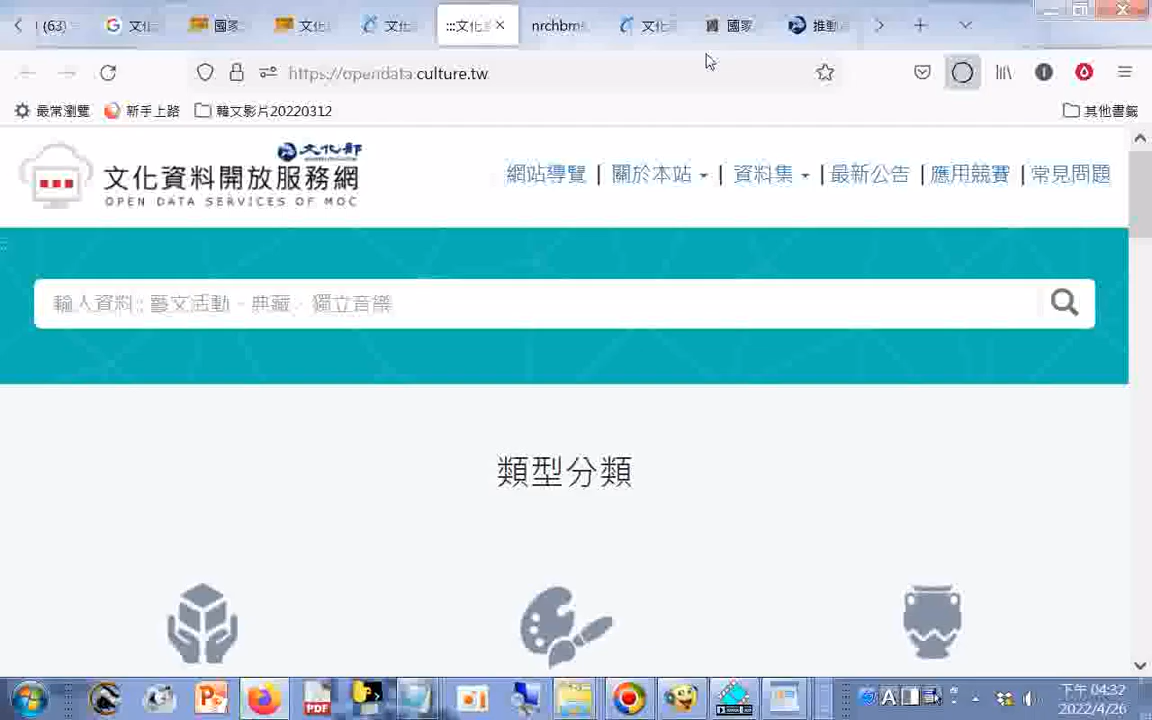 (63)
文化
國家
文化
文化
:::文化
nrchbms
文化
國家
推動
https://opendata.culture.tw
最常瀏覽
新手上路
韓文影片20220312
其他書籤
文化部
文化資料開放服務網
OPEN DATA SERVICES OF MOC
網站導覽 | 關於本站 | 資料集 | 最新公告 | 應用競賽 | 常見問題
輸入資料 : 藝文活動、典藏、獨立音樂
類型分類
PDF
A
下午 04:32
2022/4/26